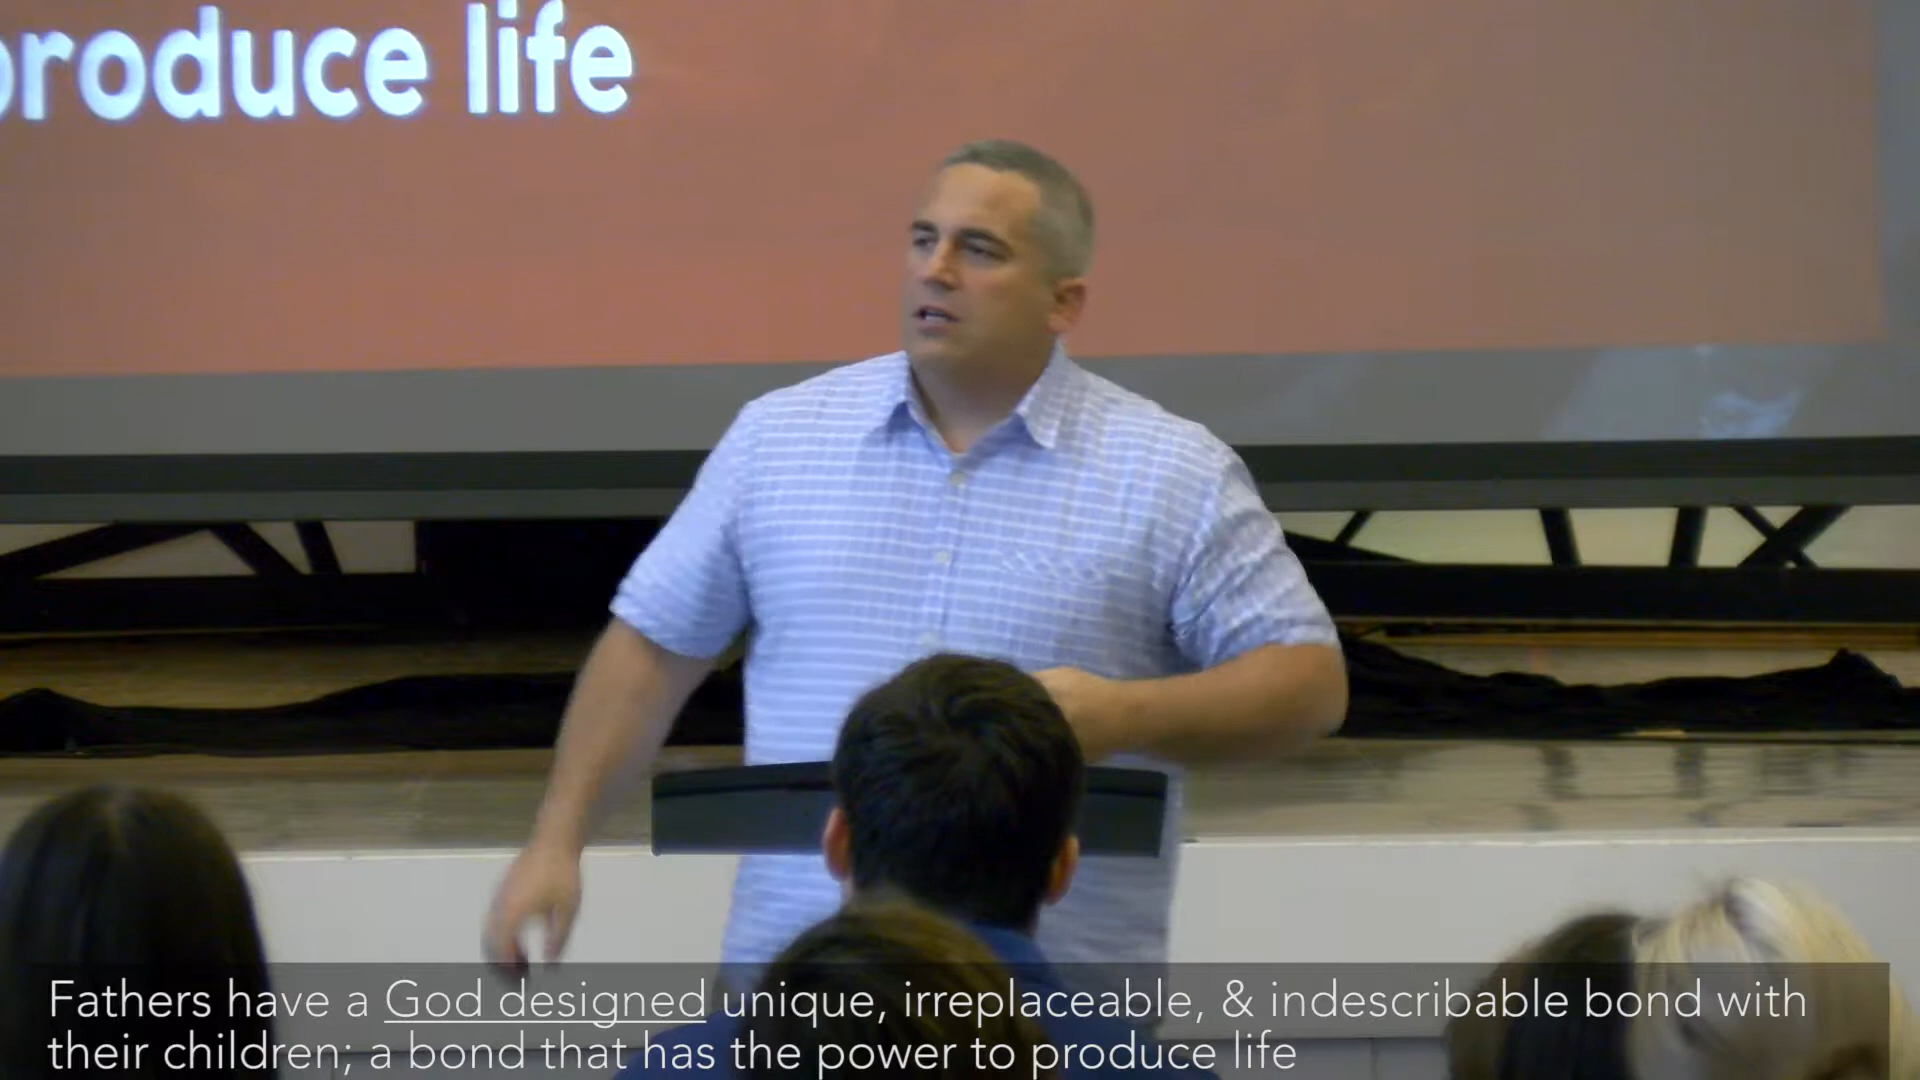 produce life
Fathers have a God designed unique, irreplaceable, & indescribable bond with
their children; a bond that has the power to produce life